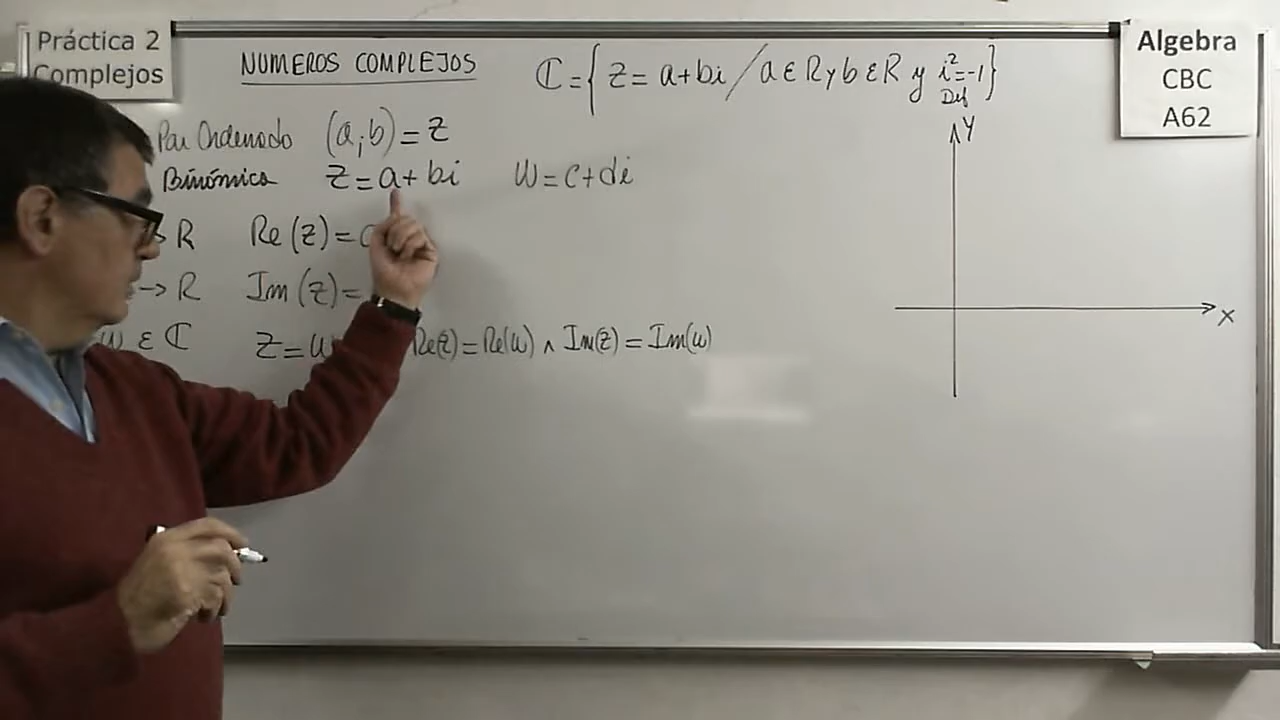 Práctica 2
Complejos
NUMEROS COMPLEJOS
ℂ = { z = a + bi / a ∈ R y b ∈ R y i² = -1 }
Def
Algebra
CBC
A62
Par Ordenado (a;b) = z
Binómica z = a + bi w = c + di
→ R Re(z) =
→ R Im(z) =
w ∈ ℂ z = w Re(z) = Re(w) ∧ Im(z) = Im(w)
Y
X